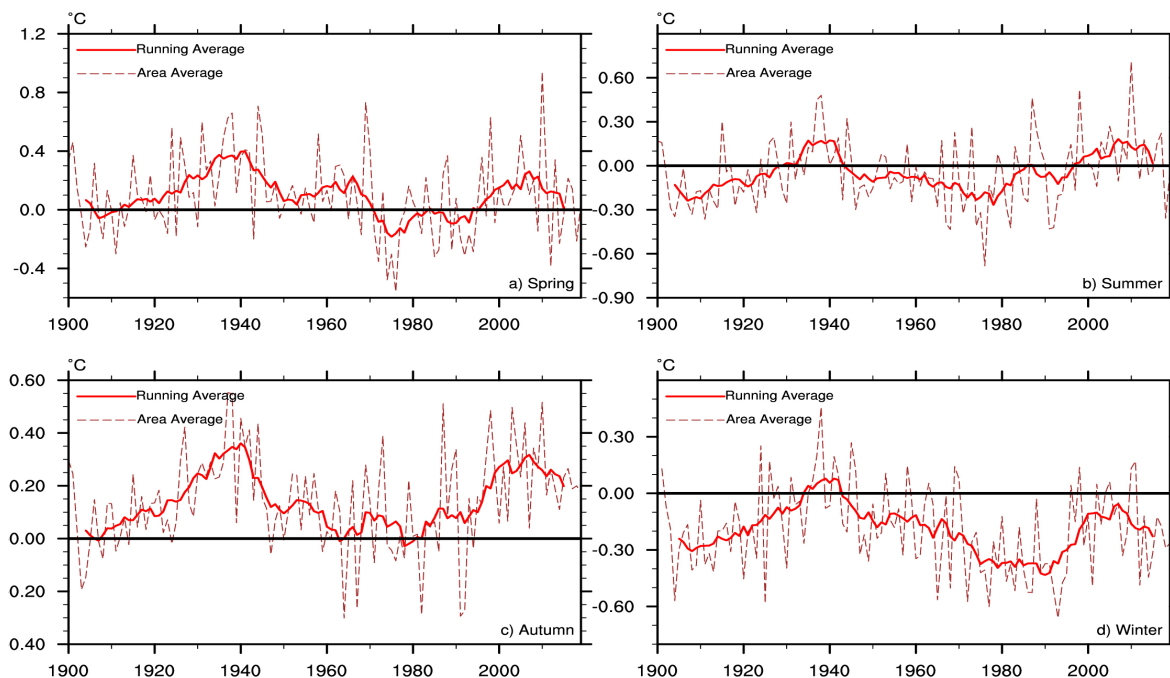 °C
1.2
0.8
0.4
0.0
-0.4
Running Average
Area Average
a) Spring
1900 1920 1940 1960 1980 2000
°C
0.60
0.30
0.00
-0.30
-0.60
-0.90
Running Average
Area Average
b) Summer
1900 1920 1940 1960 1980 2000
°C
0.60
0.40
0.20
0.00
0.20
0.40
Running Average
Area Average
c) Autumn
1900 1920 1940 1960 1980 2000
°C
0.30
0.00
-0.30
-0.60
Running Average
Area Average
d) Winter
1900 1920 1940 1960 1980 2000